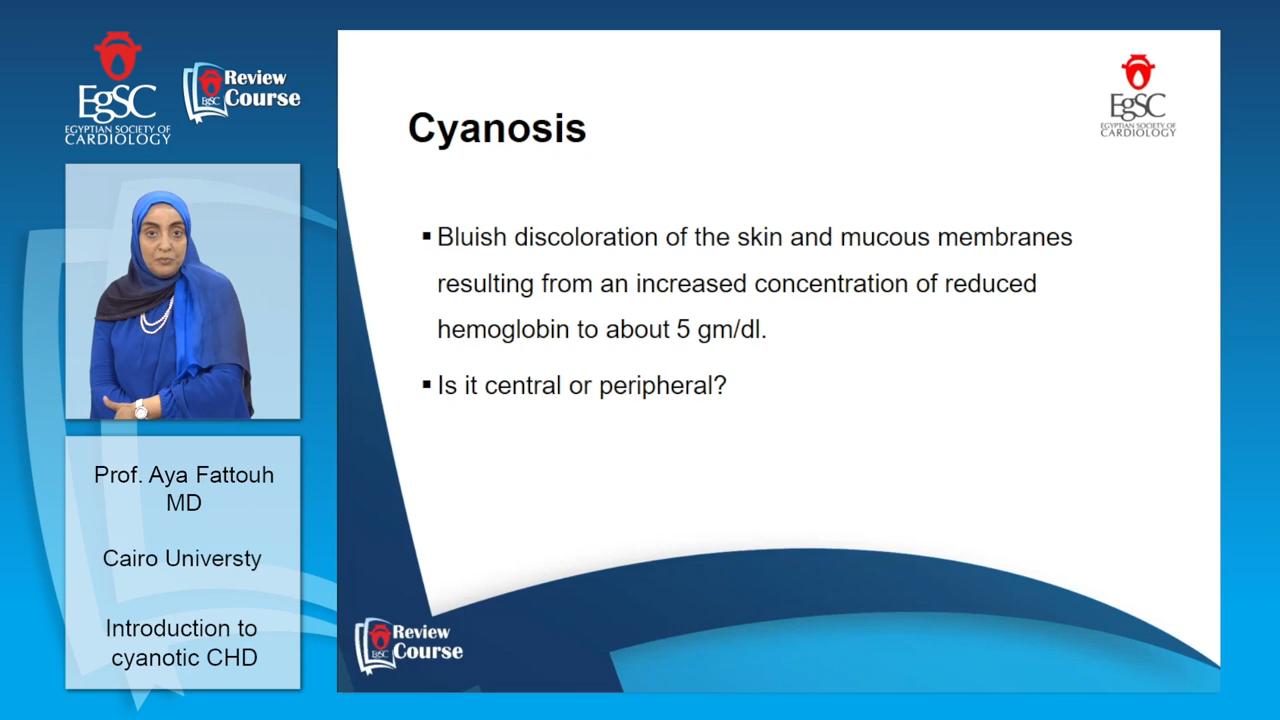 EgSC
EGYPTIAN SOCIETY OF
CARDIOLOGY
Review
EgSC
Course
Prof. Aya Fattouh
MD
Cairo Universty
Introduction to
cyanotic CHD
EgSC
EGYPTIAN SOCIETY OF
CARDIOLOGY
Cyanosis
▪ Bluish discoloration of the skin and mucous membranes
resulting from an increased concentration of reduced
hemoglobin to about 5 gm/dl.
▪ Is it central or peripheral?
Review
EgSC
Course